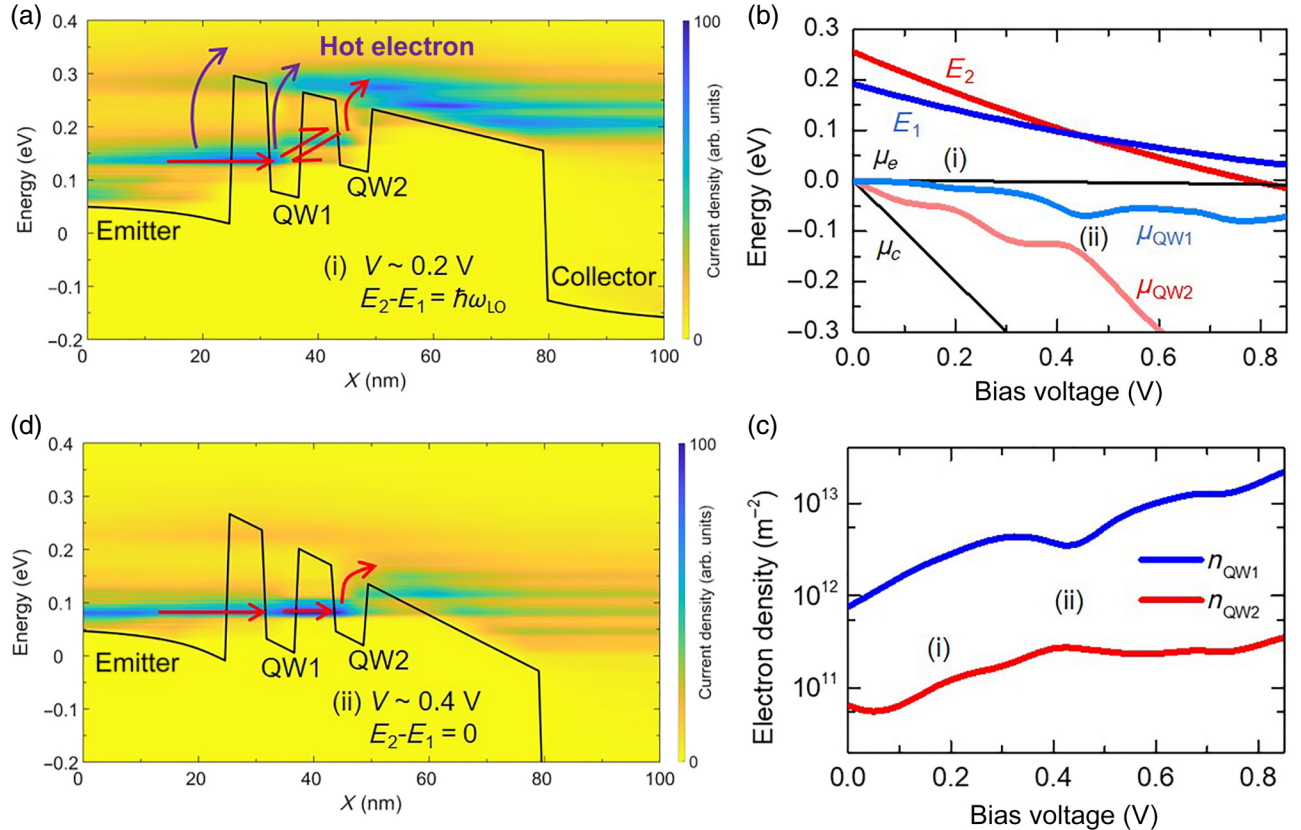 (a)
0.4
0.3
0.2
0.1
0
−0.1
−0.2
Energy (eV)
Hot electron
Emitter
QW1
QW2
(i) V ~ 0.2 V
E2-E1 = ℏωLO
Collector
0 20 40 60 80 100
X (nm)
100
0
Current density (arb. units)
(b)
0.3
0.2
0.1
0.0
−0.1
−0.2
−0.3
Energy (eV)
E2
E1
μe
(i)
(ii)
μQW1
μc
μQW2
0.0 0.2 0.4 0.6 0.8
Bias voltage (V)
(d)
0.4
0.3
0.2
0.1
0
−0.1
−0.2
Energy (eV)
Emitter
QW1
QW2
(ii) V ~ 0.4 V
E2-E1 = 0
0 20 40 60 80 100
X (nm)
100
0
Current density (arb. units)
(c)
10^13
10^12
10^11
Electron density (m^−2)
nQW1
nQW2
(ii)
(i)
0.0 0.2 0.4 0.6 0.8
Bias voltage (V)